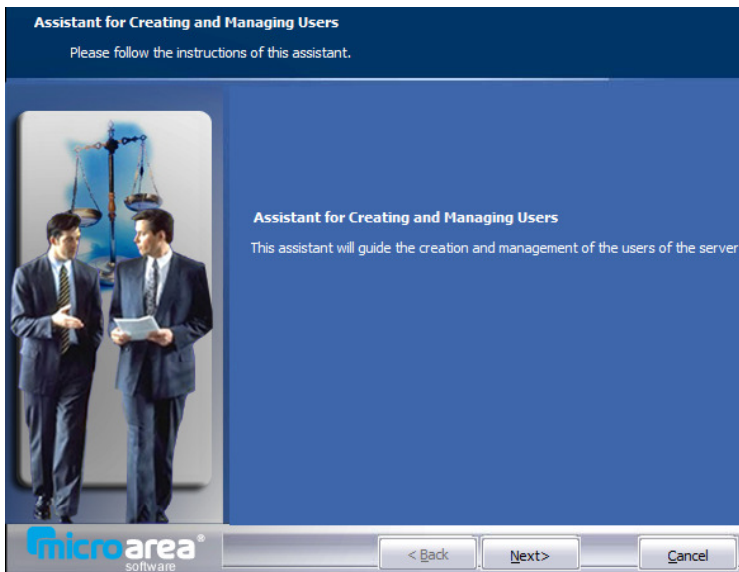 Assistant for Creating and Managing Users
Please follow the instructions of this assistant.
Assistant for Creating and Managing Users
This assistant will guide the creation and management of the users of the server
microarea®
software
< Back
Next>
Cancel